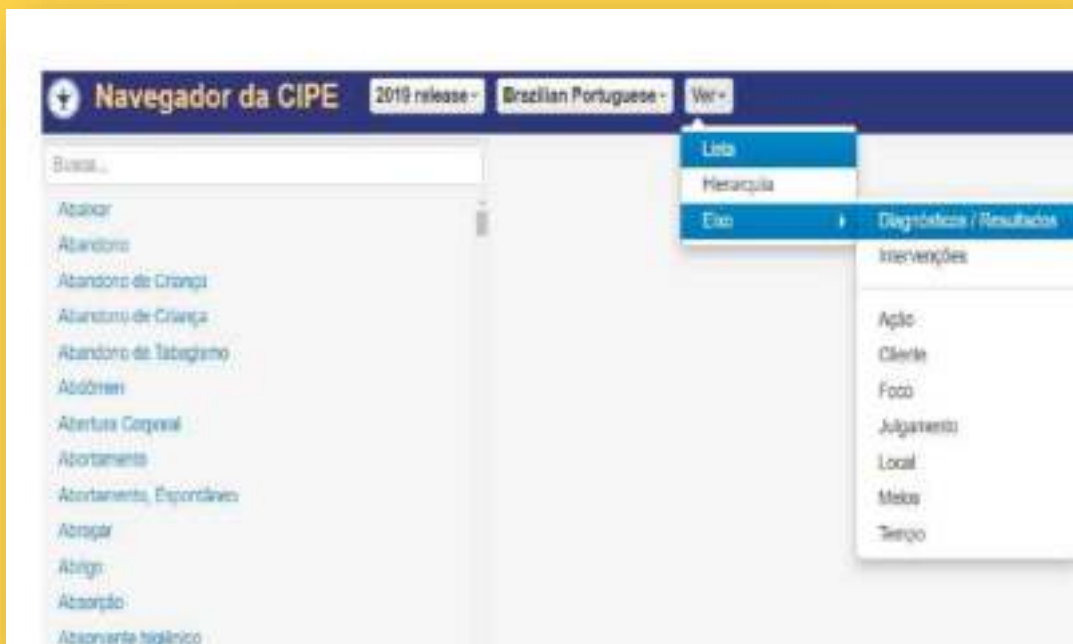 Navegador da CIPE
2019 release
Brazilian Portuguese
Ver
Lista
Hierarquia
Eixo
Diagnósticos / Resultados
Intervenções
Ação
Cliente
Foco
Julgamento
Local
Meios
Tempo
Busca...
Abaixar
Abandono
Abandono de Criança
Abandono de Criança
Abandono de Tabagismo
Abdômen
Abertura Corporal
Abortamento
Abortamento, Espontâneo
Abraçar
Abrigo
Absorção
Absorvente higiênico